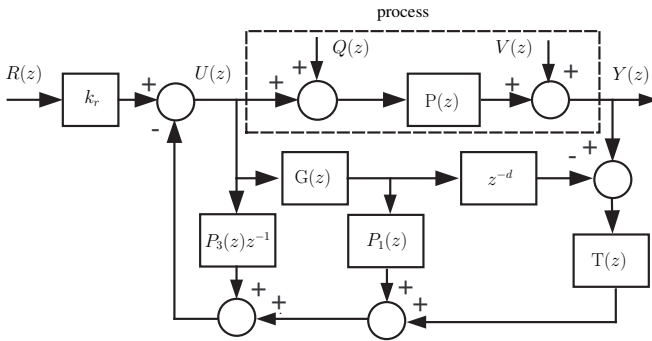 process
Q(z)
V(z)
R(z)
k_r
+
-
U(z)
+
+
P(z)
+
+
Y(z)
G(z)
z^{-d}
-
+
P_3(z)z^{-1}
P_1(z)
T(z)
+
+
+
+